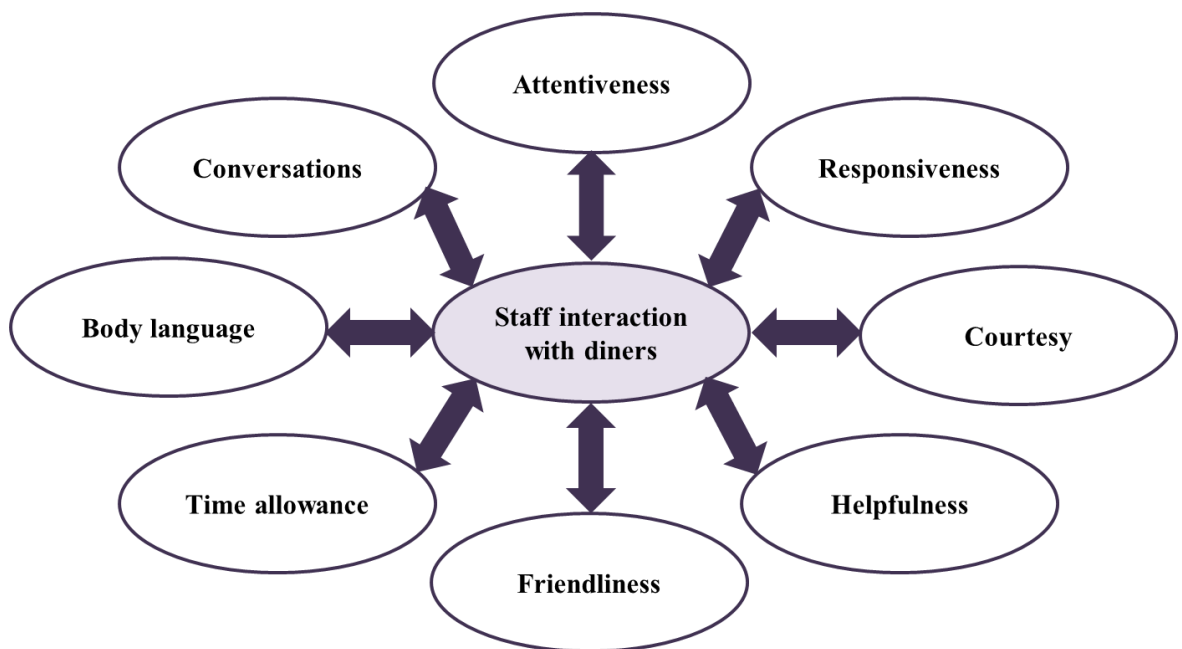 Attentiveness
Conversations
Responsiveness
Body language
Staff interaction
with diners
Courtesy
Time allowance
Helpfulness
Friendliness